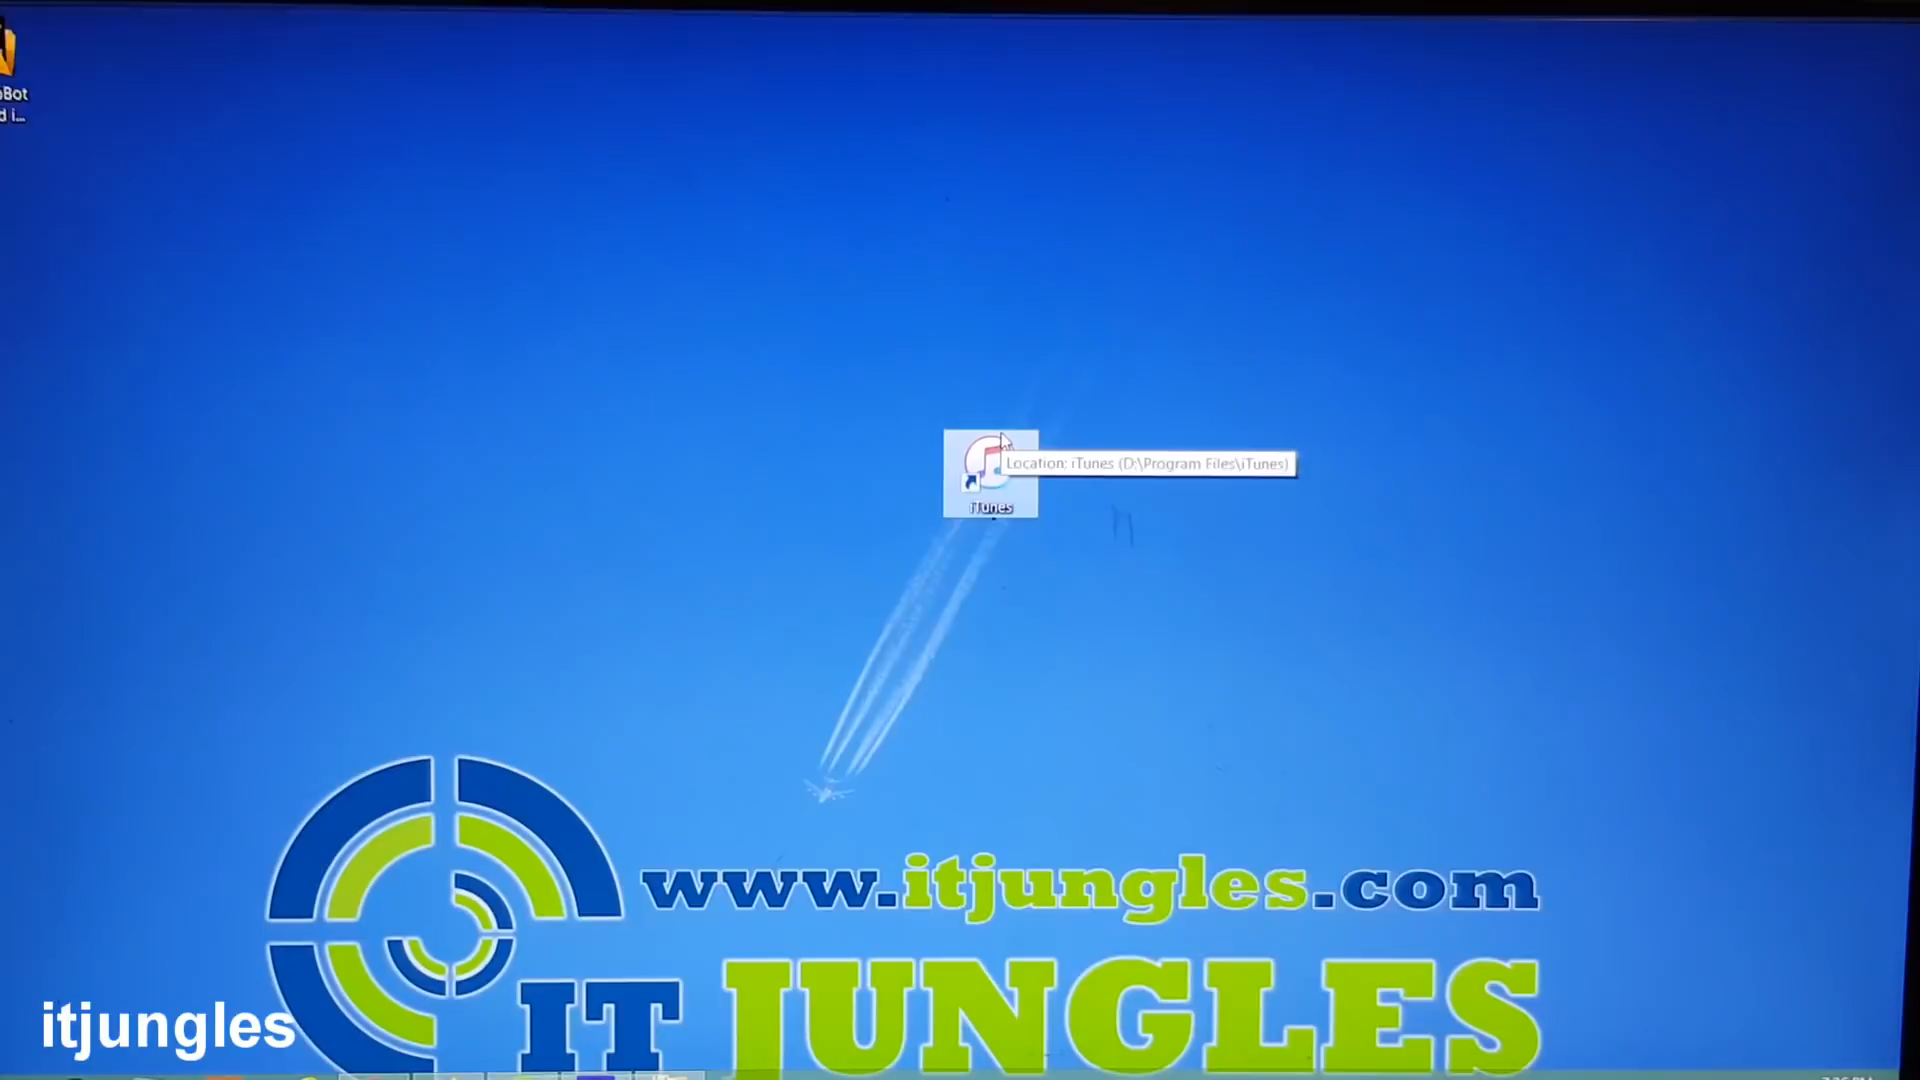 Bot
d i...
Location: iTunes (D:\Program Files\iTunes)
iTunes
www.itjungles.com
IT JUNGLES
itjungles